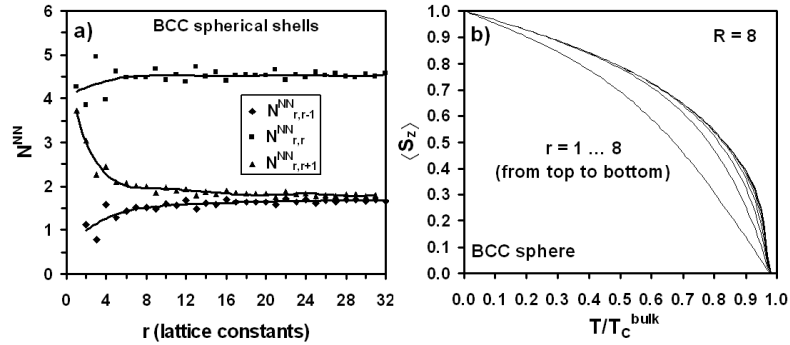 a)
BCC spherical shells
6
5
4
3
2
1
0
N^NN
N^NN_r,r-1
N^NN_r,r
N^NN_r,r+1
0 4 8 12 16 20 24 28 32
r (lattice constants)
b)
R = 8
1.0
0.9
0.8
0.7
0.6
0.5
0.4
0.3
0.2
0.1
0.0
⟨S_z⟩
r = 1 ... 8
(from top to bottom)
BCC sphere
0.0 0.1 0.2 0.3 0.4 0.5 0.6 0.7 0.8 0.9 1.0
T/T_C^bulk